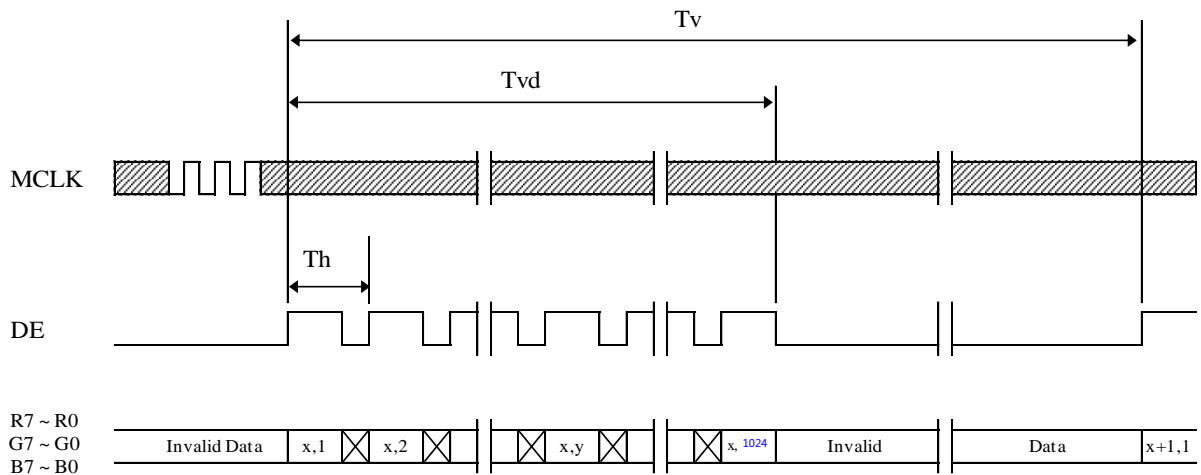 Tv
Tvd
MCLK
Th
DE
R7 ~ R0
G7 ~ G0
B7 ~ B0
Invalid Data
x,1
x,2
x,y
x, 1024
Invalid
Data
x+1,1